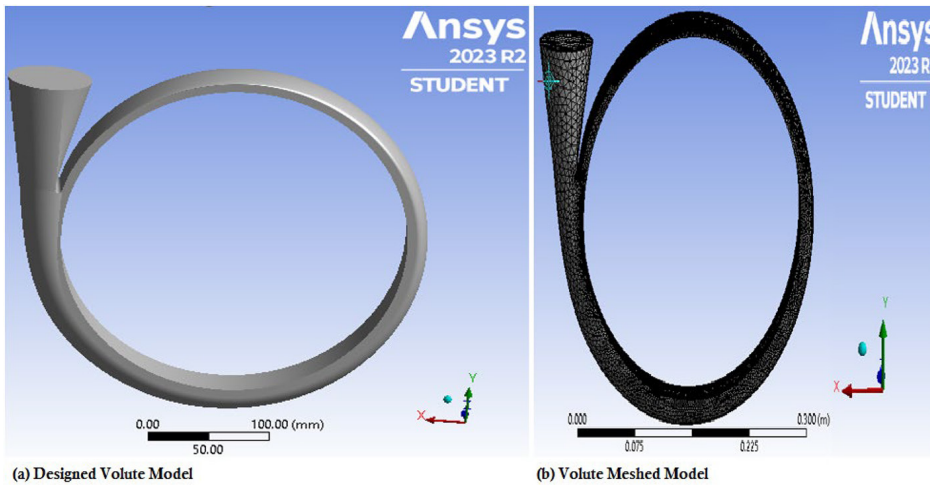 Ansys
2023 R2
STUDENT
Y
X
0.00
100.00 (mm)
50.00
(a) Designed Volute Model
Ansys
2023 R
STUDENT
Y
X
0.000
0.300 (m)
0.075
0.225
(b) Volute Meshed Model